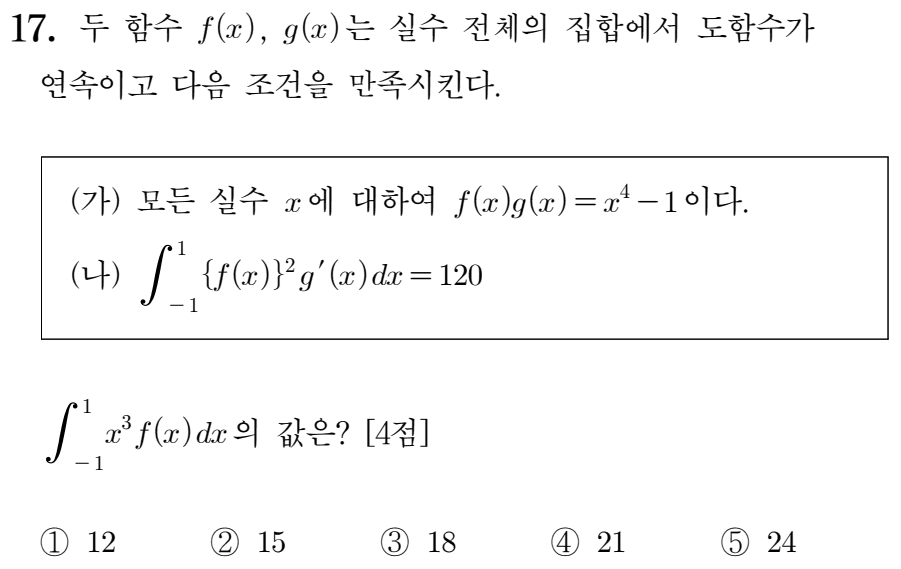 17. 두 함수 f(x), g(x)는 실수 전체의 집합에서 도함수가
연속이고 다음 조건을 만족시킨다.
(가) 모든 실수 x에 대하여 f(x)g(x)=x⁴−1이다.
(나) ∫₋₁¹ {f(x)}²g′(x)dx=120
∫₋₁¹ x³f(x)dx의 값은? [4점]
① 12 ② 15 ③ 18 ④ 21 ⑤ 24